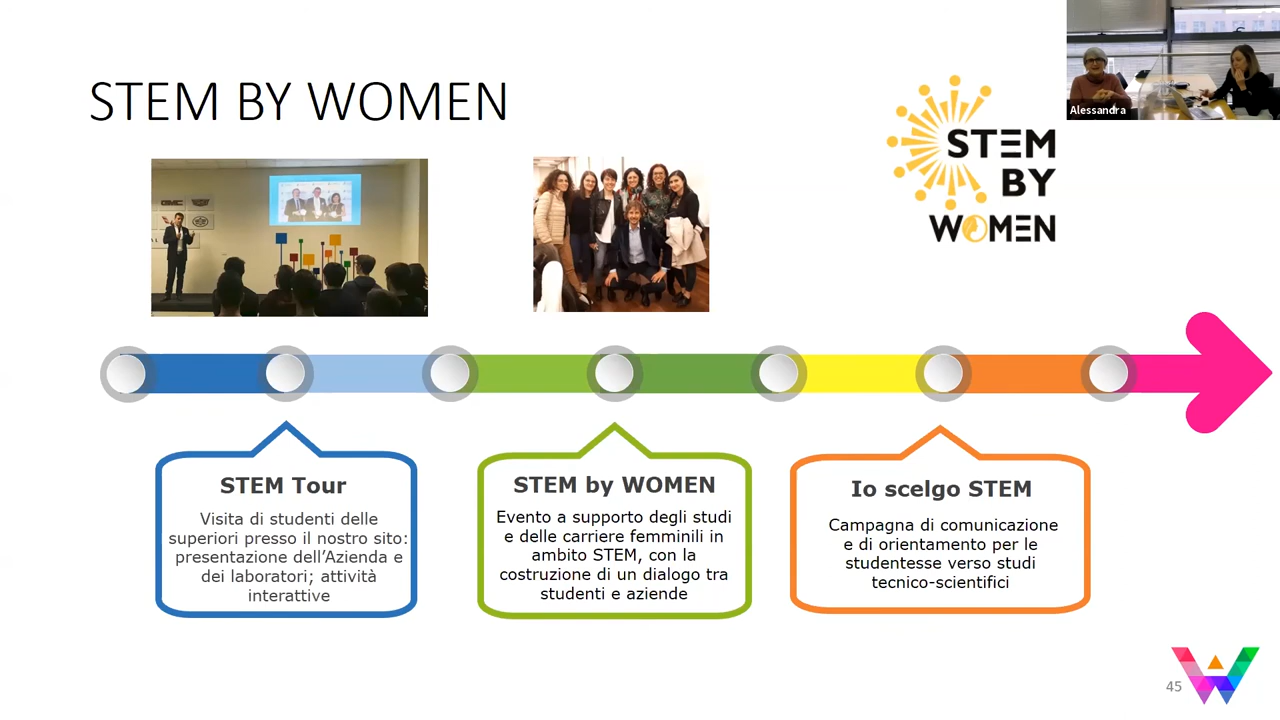 STEM BY WOMEN
Alessandra
STEM
BY
WOMEN
GMC
STEM Tour
Visita di studenti delle
superiori presso il nostro sito:
presentazione dell'Azienda e
dei laboratori; attività
interattive
STEM by WOMEN
Evento a supporto degli studi
e delle carriere femminili in
ambito STEM, con la
costruzione di un dialogo tra
studenti e aziende
Io scelgo STEM
Campagna di comunicazione
e di orientamento per le
studentesse verso studi
tecnico-scientifici
45